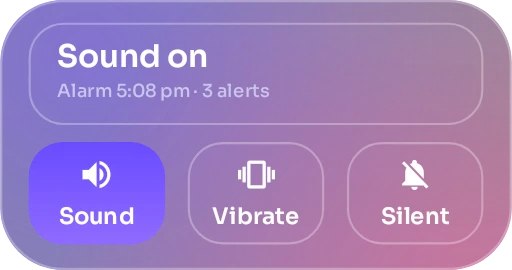 Sound on
Alarm 5:08 pm · 3 alerts
Sound
Vibrate
Silent